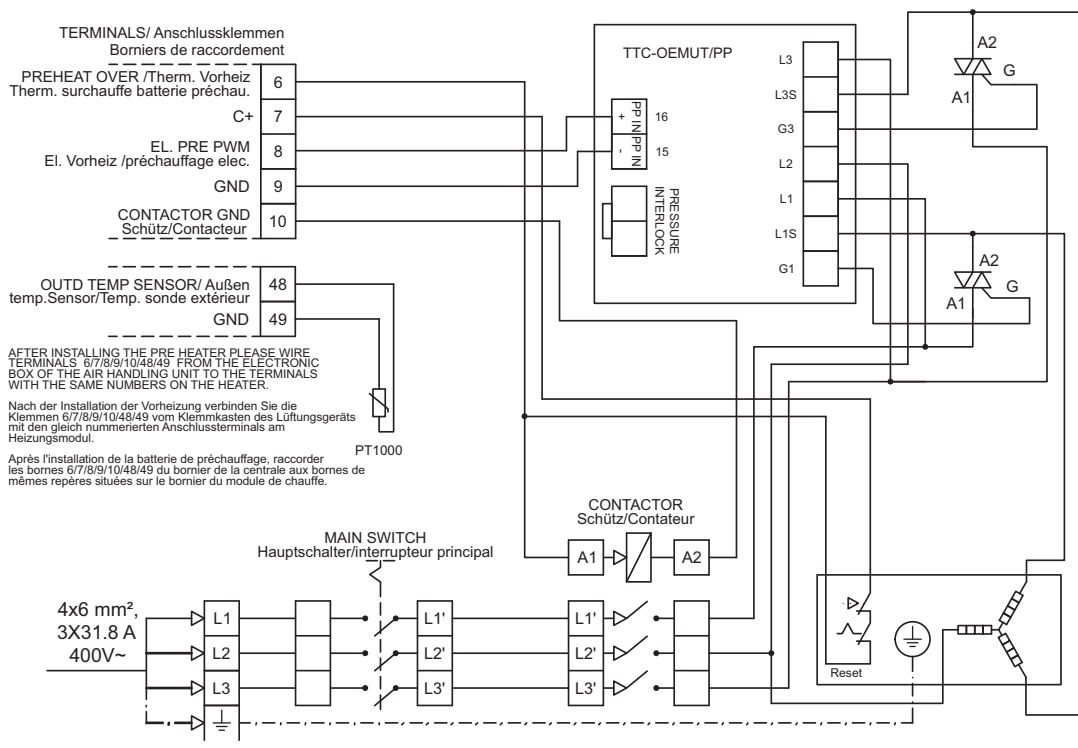 TERMINALS/ Anschlussklemmen
Borniers de raccordement
PREHEAT OVER /Therm. Vorheiz
Therm. surchauffe batterie préchau.
6
C+
7
EL. PRE PWM
El. Vorheiz /préchauffage elec.
8
GND
9
CONTACTOR GND
Schütz/Contacteur
10
OUTD TEMP SENSOR/ Außen
temp.Sensor/Temp. sonde extérieur
48
GND
49
AFTER INSTALLING THE PRE HEATER PLEASE WIRE
TERMINALS 6/7/8/9/10/48/49 FROM THE ELECTRONIC
BOX OF THE AIR HANDLING UNIT TO THE TERMINALS
WITH THE SAME NUMBERS ON THE HEATER.
Nach der Installation der Vorheizung verbinden Sie die
Klemmen 6/7/8/9/10/48/49 vom Klemmkasten des Lüftungsgeräts
mit den gleich nummerierten Anschlussterminals am
Heizungsmodul.
Après l'installation de la batterie de préchauffage, raccorder
les bornes 6/7/8/9/10/48/49 du bornier de la centrale aux bornes de
mêmes repères situées sur le bornier du module de chauffe.
PT1000
TTC-OEMUT/PP
+
PP IN
16
-
PP IN
15
PRESSURE
INTERLOCK
L3
L3S
G3
L2
L1
L1S
G1
A2
G
A1
A2
G
A1
CONTACTOR
Schütz/Contateur
A1
A2
MAIN SWITCH
Hauptschalter/interrupteur principal
4x6 mm²,
3X31.8 A
400V~
L1
L1'
L1'
L2
L2'
L2'
L3
L3'
L3'
Reset